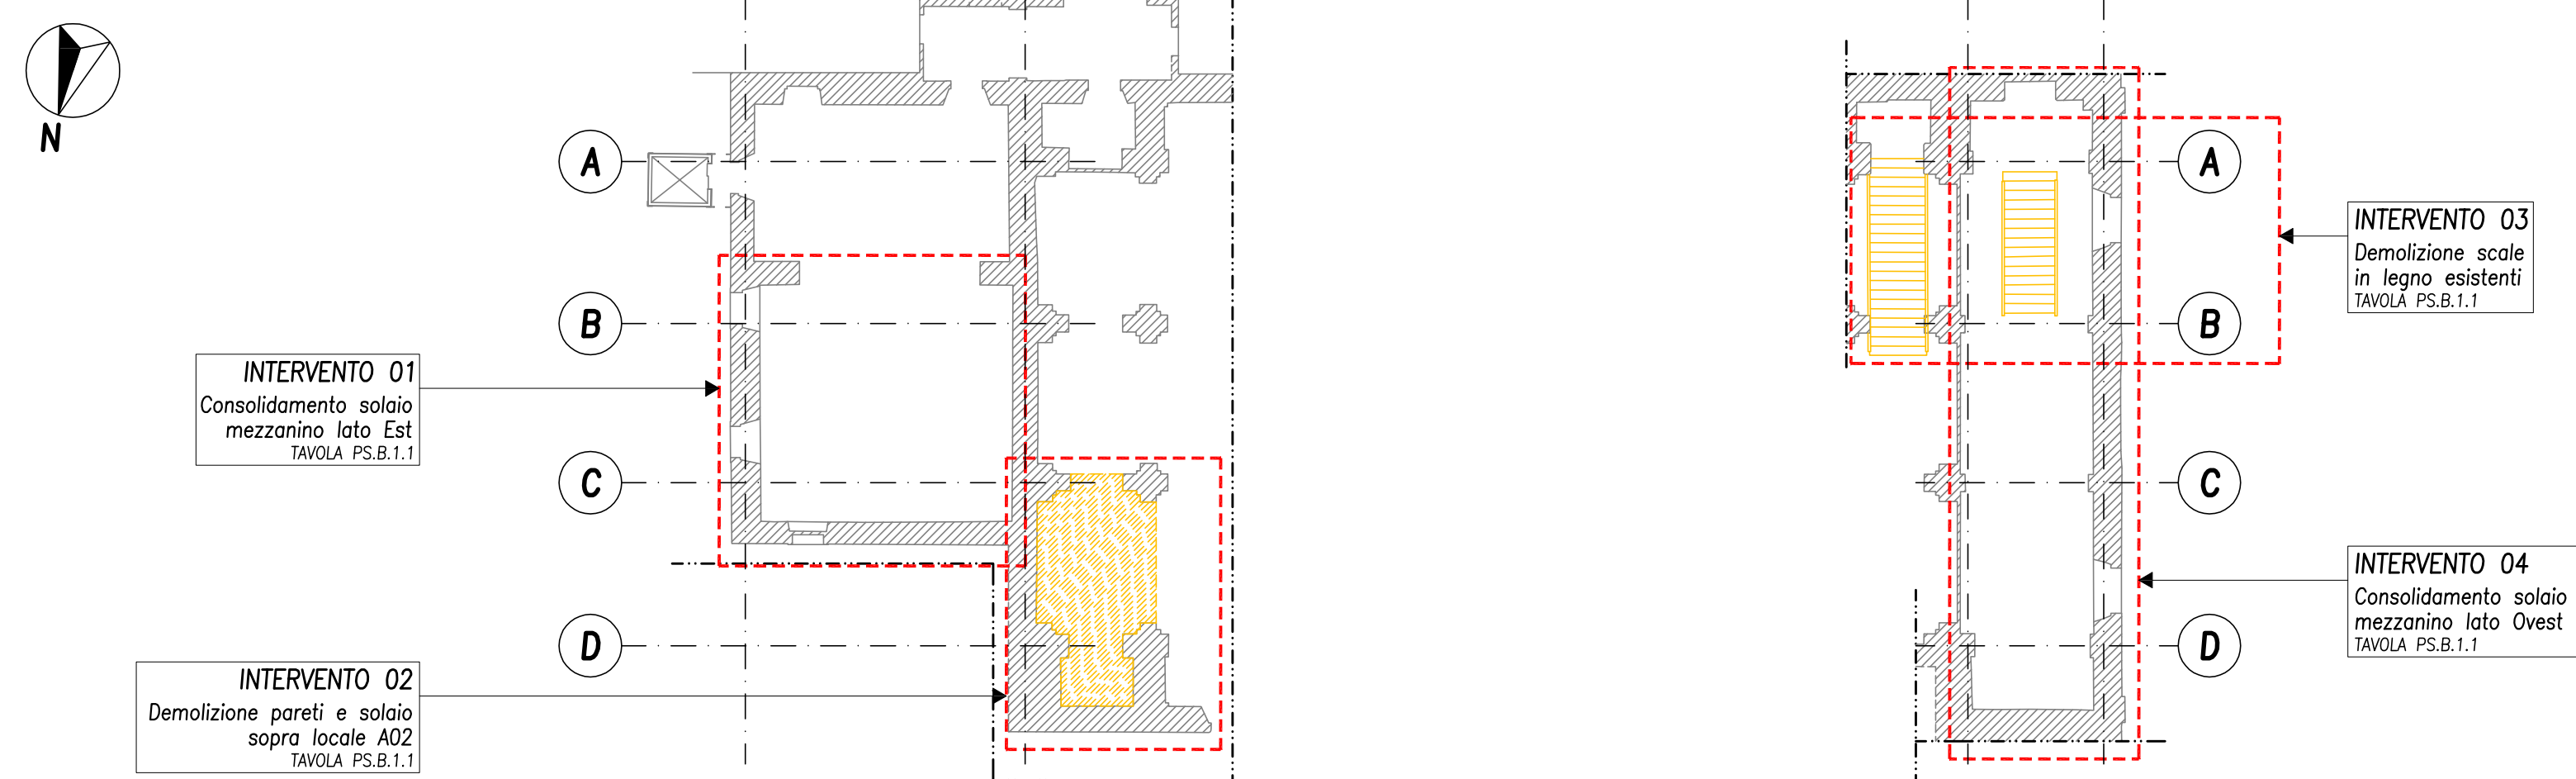 N
A
B
C
D
INTERVENTO 01
Consolidamento solaio
mezzanino lato Est
TAVOLA PS.B.1.1
INTERVENTO 02
Demolizione pareti e solaio
sopra locale A02
TAVOLA PS.B.1.1
A
B
C
D
INTERVENTO 03
Demolizione scale
in legno esistenti
TAVOLA PS.B.1.1
INTERVENTO 04
Consolidamento solaio
mezzanino lato Ovest
TAVOLA PS.B.1.1